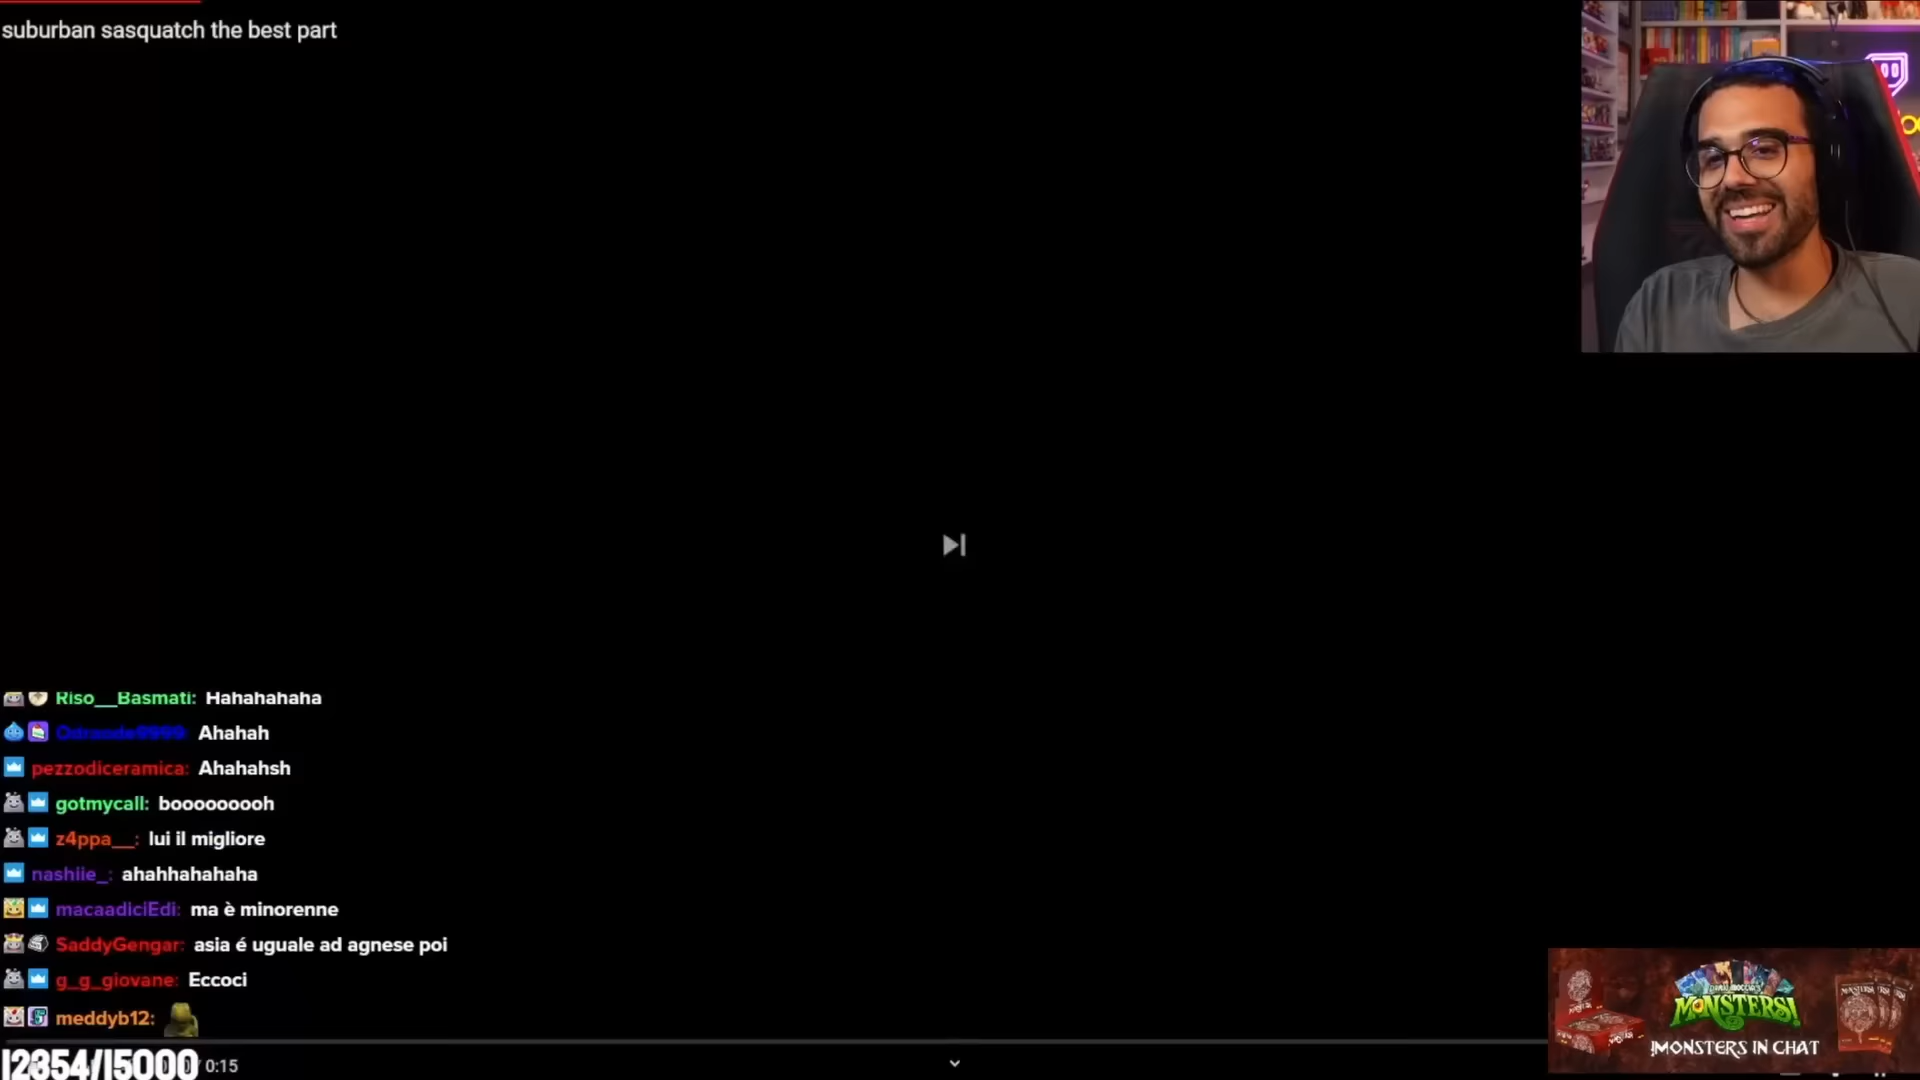 suburban sasquatch the best part
Riso__Basmati: Hahahahaha
Ahahah
pezzodiceramica: Ahahahsh
gotmycall: booooooooh
z4ppa__: lui il migliore
nashiie_: ahahhahahaha
macaadiciEdi: ma è minorenne
SaddyGengar: asia é uguale ad agnese poi
g_g_giovane: Eccoci
meddyb12:
12354/15000 / 0:15
MONSTERS!
!MONSTERS IN CHAT